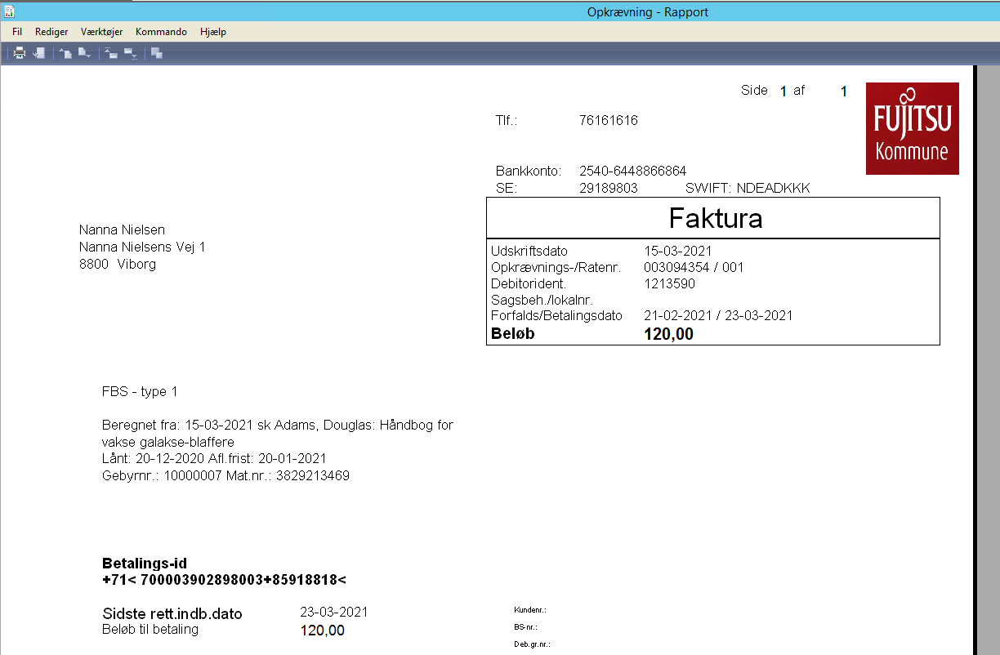 Opkrævning - Rapport
Fil Rediger Værktøjer Kommando Hjælp
Side 1 af 1
FUJITSU
Kommune
Tlf.: 76161616
Bankkonto: 2540-6448866864
SE: 29189803 SWIFT: NDEADKKK
Faktura
Nanna Nielsen
Nanna Nielsens Vej 1
8800 Viborg
Udskriftsdato 15-03-2021
Opkrævnings-/Ratenr. 003094354 / 001
Debitorident. 1213590
Sagsbeh./lokalnr.
Forfalds/Betalingsdato 21-02-2021 / 23-03-2021
Beløb 120,00
FBS - type 1
Beregnet fra: 15-03-2021 sk Adams, Douglas: Håndbog for
vakse galakse-blaffere
Lånt: 20-12-2020 Afl.frist: 20-01-2021
Gebyrnr.: 10000007 Mat.nr.: 3829213469
Betalings-id
+71< 700003902898003+85918818<
Sidste rett.indb.dato 23-03-2021
Beløb til betaling 120,00
Kundenr.:
BS-nr.:
Deb.gr.nr.: